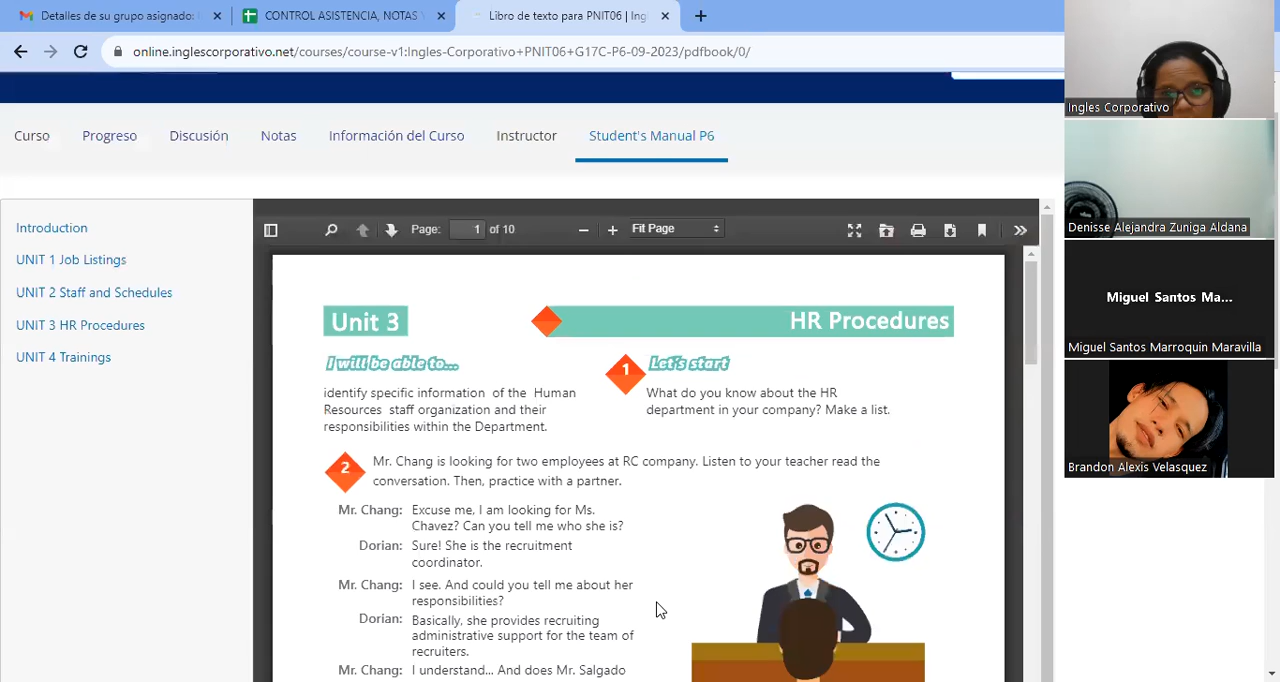 Detalles de su grupo asignado:
CONTROL ASISTENCIA, NOTAS Y
Libro de texto para PNIT06 | Ing
online.inglescorporativo.net/courses/course-v1:Ingles-Corporativo+PNIT06+G17C-P6-09-2023/pdfbook/0/
Curso
Progreso
Discusión
Notas
Información del Curso
Instructor
Student's Manual P6
Introduction
UNIT 1 Job Listings
UNIT 2 Staff and Schedules
UNIT 3 HR Procedures
UNIT 4 Trainings
Page: 1 of 10
Fit Page
Unit 3
HR Procedures
I will be able to...
identify specific information of the Human
Resources staff organization and their
responsibilities within the Department.
1
Let's start
What do you know about the HR
department in your company? Make a list.
2
Mr. Chang is looking for two employees at RC company. Listen to your teacher read the
conversation. Then, practice with a partner.
Mr. Chang: Excuse me, I am looking for Ms.
Chavez? Can you tell me who she is?
Dorian: Sure! She is the recruitment
coordinator.
Mr. Chang: I see. And could you tell me about her
responsibilities?
Dorian: Basically, she provides recruiting
administrative support for the team of
recruiters.
Mr. Chang: I understand... And does Mr. Salgado
Ingles Corporativo
Denisse Alejandra Zuniga Aldana
Miguel Santos Ma...
Miguel Santos Marroquin Maravilla
Brandon Alexis Velasquez